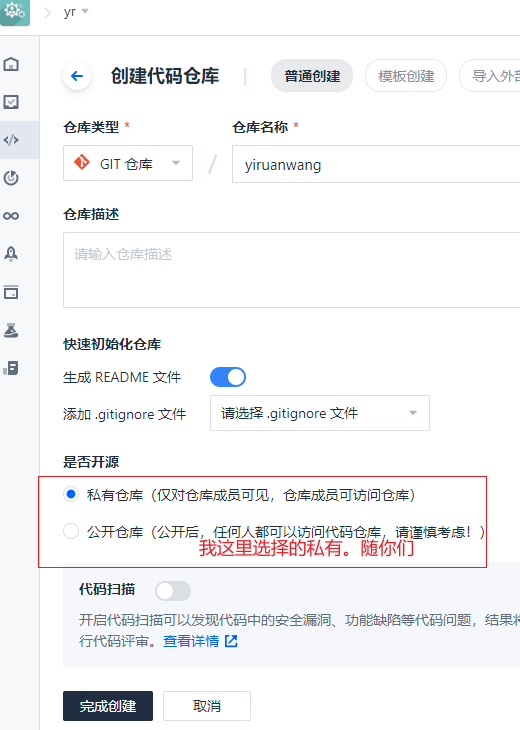 yr
创建代码仓库
普通创建
模板创建
导入外部
仓库类型 *
仓库名称 *
GIT 仓库
/
yiruanwang
仓库描述
请输入仓库描述
快速初始化仓库
生成 README 文件
添加 .gitignore 文件
请选择 .gitignore 文件
是否开源
私有仓库（仅对仓库成员可见，仓库成员可访问仓库）
公开仓库（公开后，任何人都可以访问代码仓库，请谨慎考虑！）
我这里选择的私有。随你们
代码扫描
开启代码扫描可以发现代码中的安全漏洞、功能缺陷等代码问题，结果将
行代码评审。查看详情
完成创建
取消